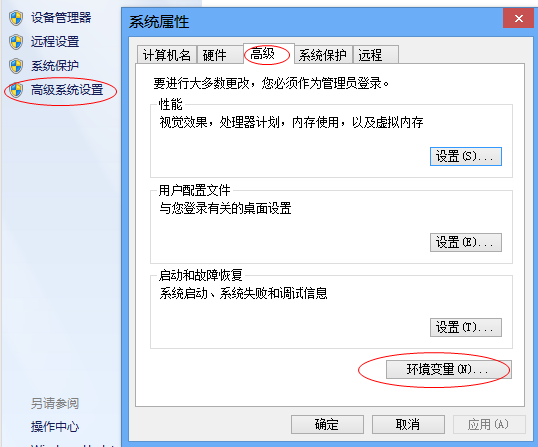 设备管理器
远程设置
系统保护
高级系统设置
另请参阅
操作中心
系统属性
计算机名 硬件 高级 系统保护 远程
要进行大多数更改，您必须作为管理员登录。
性能
视觉效果，处理器计划，内存使用，以及虚拟内存
设置(S)...
用户配置文件
与您登录有关的桌面设置
设置(E)...
启动和故障恢复
系统启动、系统失败和调试信息
设置(T)...
环境变量(N)...
确定 取消 应用(A)